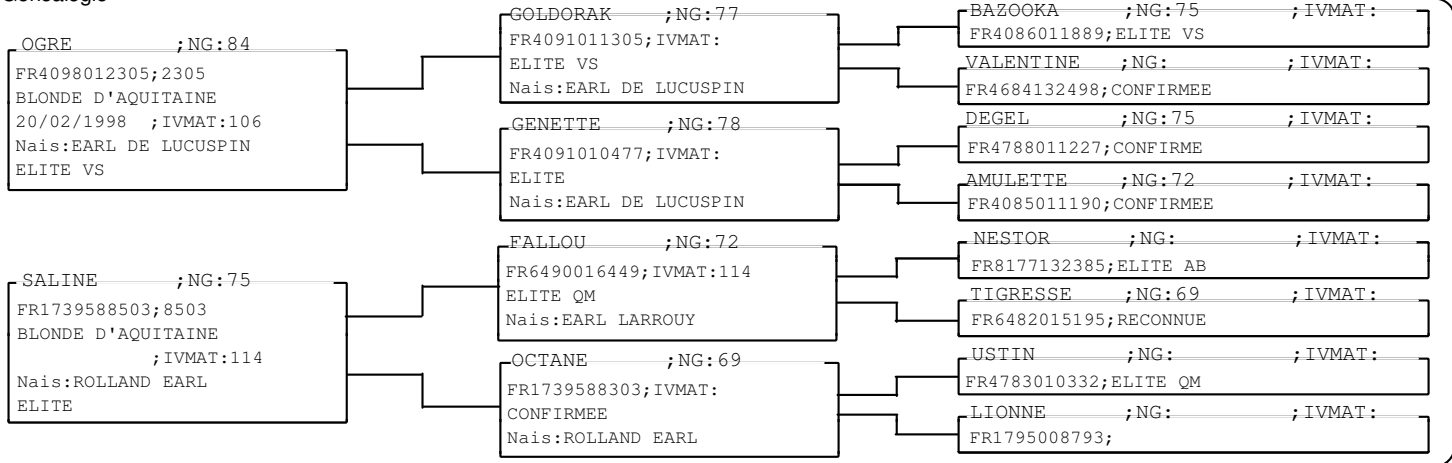 Généalogie
OGRE ;NG:84
FR4098012305;2305
BLONDE D'AQUITAINE
20/02/1998 ;IVMAT:106
Nais:EARL DE LUCUSPIN
ELITE VS
SALINE ;NG:75
FR1739588503;8503
BLONDE D'AQUITAINE
;IVMAT:114
Nais:ROLLAND EARL
ELITE
GOLDORAK ;NG:77
FR4091011305;IVMAT:
ELITE VS
Nais:EARL DE LUCUSPIN
GENETTE ;NG:78
FR4091010477;IVMAT:
ELITE
Nais:EARL DE LUCUSPIN
FALLOU ;NG:72
FR6490016449;IVMAT:114
ELITE QM
Nais:EARL LARROUY
OCTANE ;NG:69
FR1739588303;IVMAT:
CONFIRMEE
Nais:ROLLAND EARL
BAZOOKA ;NG:75 ;IVMAT:
FR4086011889;ELITE VS
VALENTINE ;NG: ;IVMAT:
FR4684132498;CONFIRMEE
DEGEL ;NG:75 ;IVMAT:
FR4788011227;CONFIRME
AMULETTE ;NG:72 ;IVMAT:
FR4085011190;CONFIRMEE
NESTOR ;NG: ;IVMAT:
FR8177132385;ELITE AB
TIGRESSE ;NG:69 ;IVMAT:
FR6482015195;RECONNUE
USTIN ;NG: ;IVMAT:
FR4783010332;ELITE QM
LIONNE ;NG: ;IVMAT:
FR1795008793;